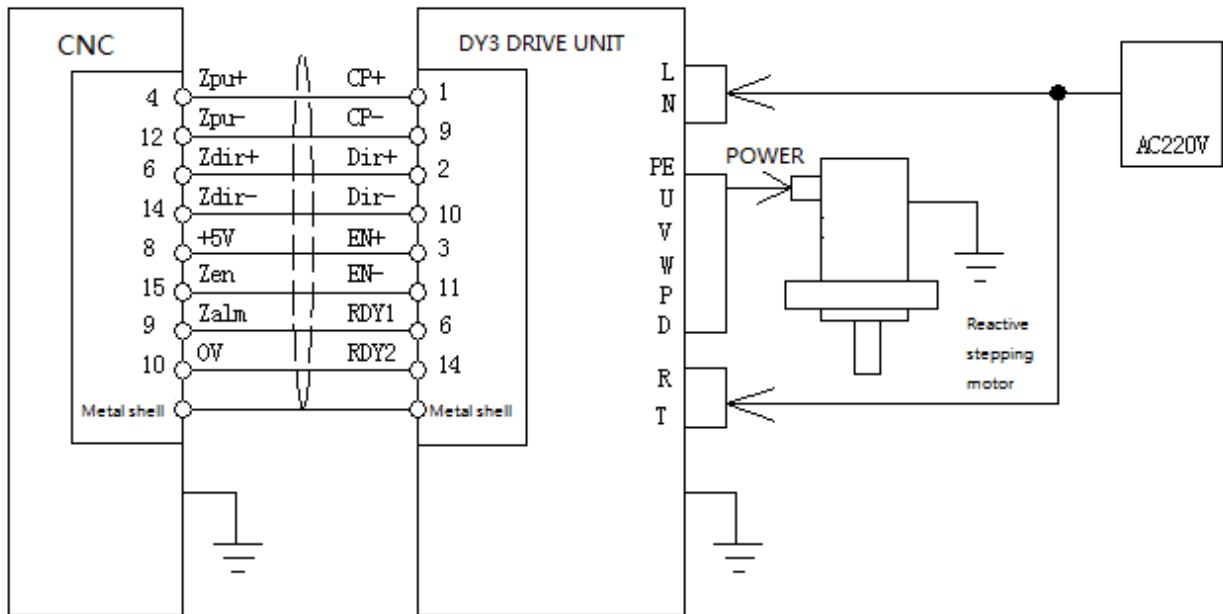 CNC
DY3 DRIVE UNIT
4 Zpu+ CP+ 1
12 Zpu- CP- 9
6 Zdir+ Dir+ 2
14 Zdir- Dir- 10
8 +5V EN+ 3
15 Zen EN- 11
9 Zalm RDY1 6
10 0V RDY2 14
Metal shell Metal shell
L
N
PE
U
V
W
P
D
R
T
POWER
Reactive
stepping
motor
AC220V